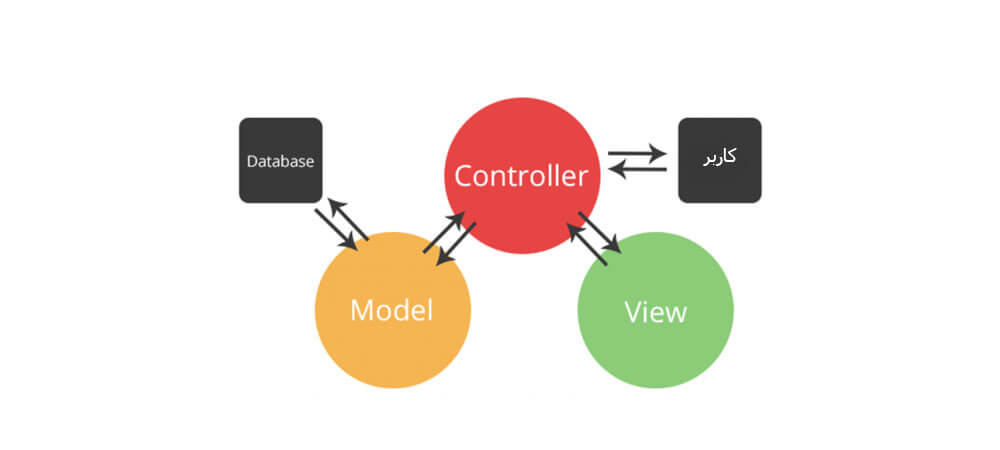 Database
Controller
کاربر
Model
View